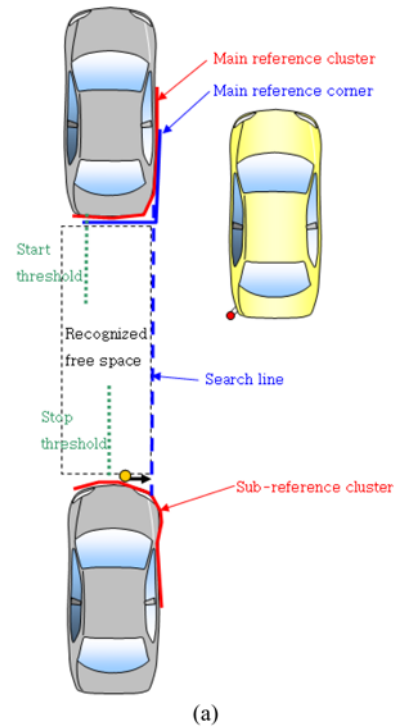 Main reference cluster
Main reference corner
Start
threshold
Recognized
free space
Search line
Stop
threshold
Sub-reference cluster
(a)